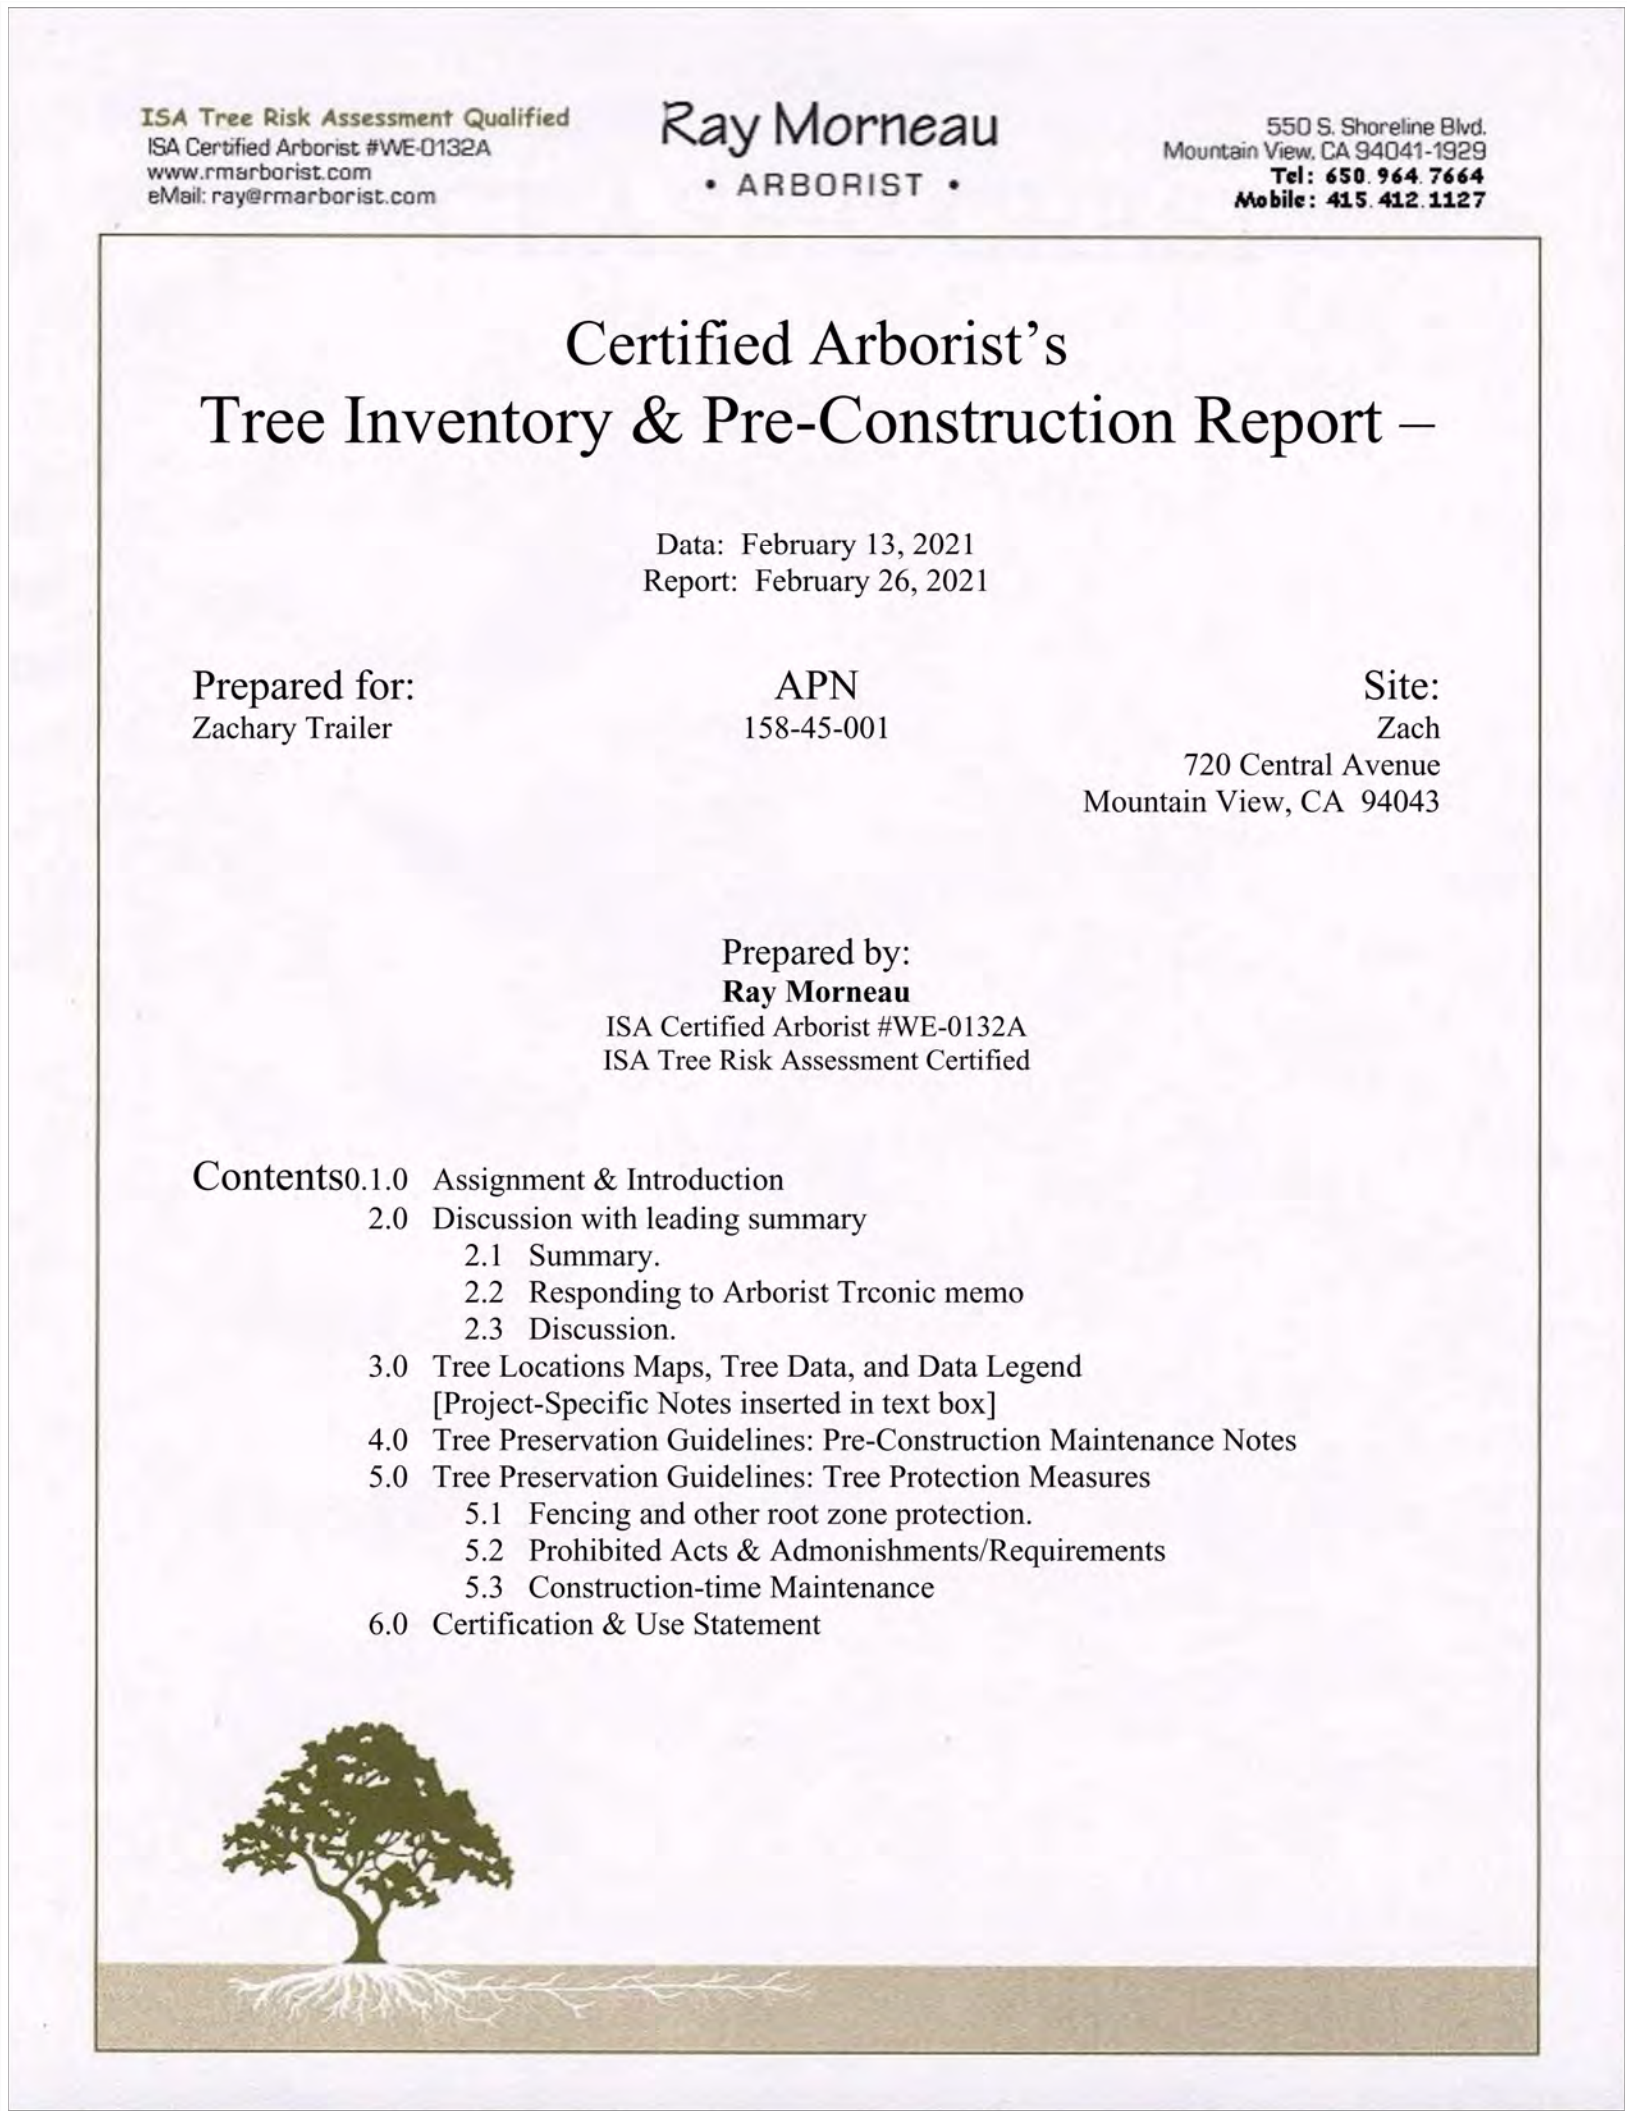 ISA Tree Risk Assessment Qualified
ISA Certified Arborist #WE-0132A
www.rmarborist.com
eMail: ray@rmarborist.com
Ray Morneau
• ARBORIST •
550 S. Shoreline Blvd.
Mountain View, CA 94041-1929
Tel: 650.964.7664
Mobile: 415.412.1127
Certified Arborist’s
Tree Inventory & Pre-Construction Report –
Data: February 13, 2021
Report: February 26, 2021
Prepared for:
Zachary Trailer
APN
158-45-001
Site:
Zach
720 Central Avenue
Mountain View, CA 94043
Prepared by:
Ray Morneau
ISA Certified Arborist #WE-0132A
ISA Tree Risk Assessment Certified
Contents0.1.0 Assignment & Introduction
2.0 Discussion with leading summary
2.1 Summary.
2.2 Responding to Arborist Trconic memo
2.3 Discussion.
3.0 Tree Locations Maps, Tree Data, and Data Legend
[Project-Specific Notes inserted in text box]
4.0 Tree Preservation Guidelines: Pre-Construction Maintenance Notes
5.0 Tree Preservation Guidelines: Tree Protection Measures
5.1 Fencing and other root zone protection.
5.2 Prohibited Acts & Admonishments/Requirements
5.3 Construction-time Maintenance
6.0 Certification & Use Statement